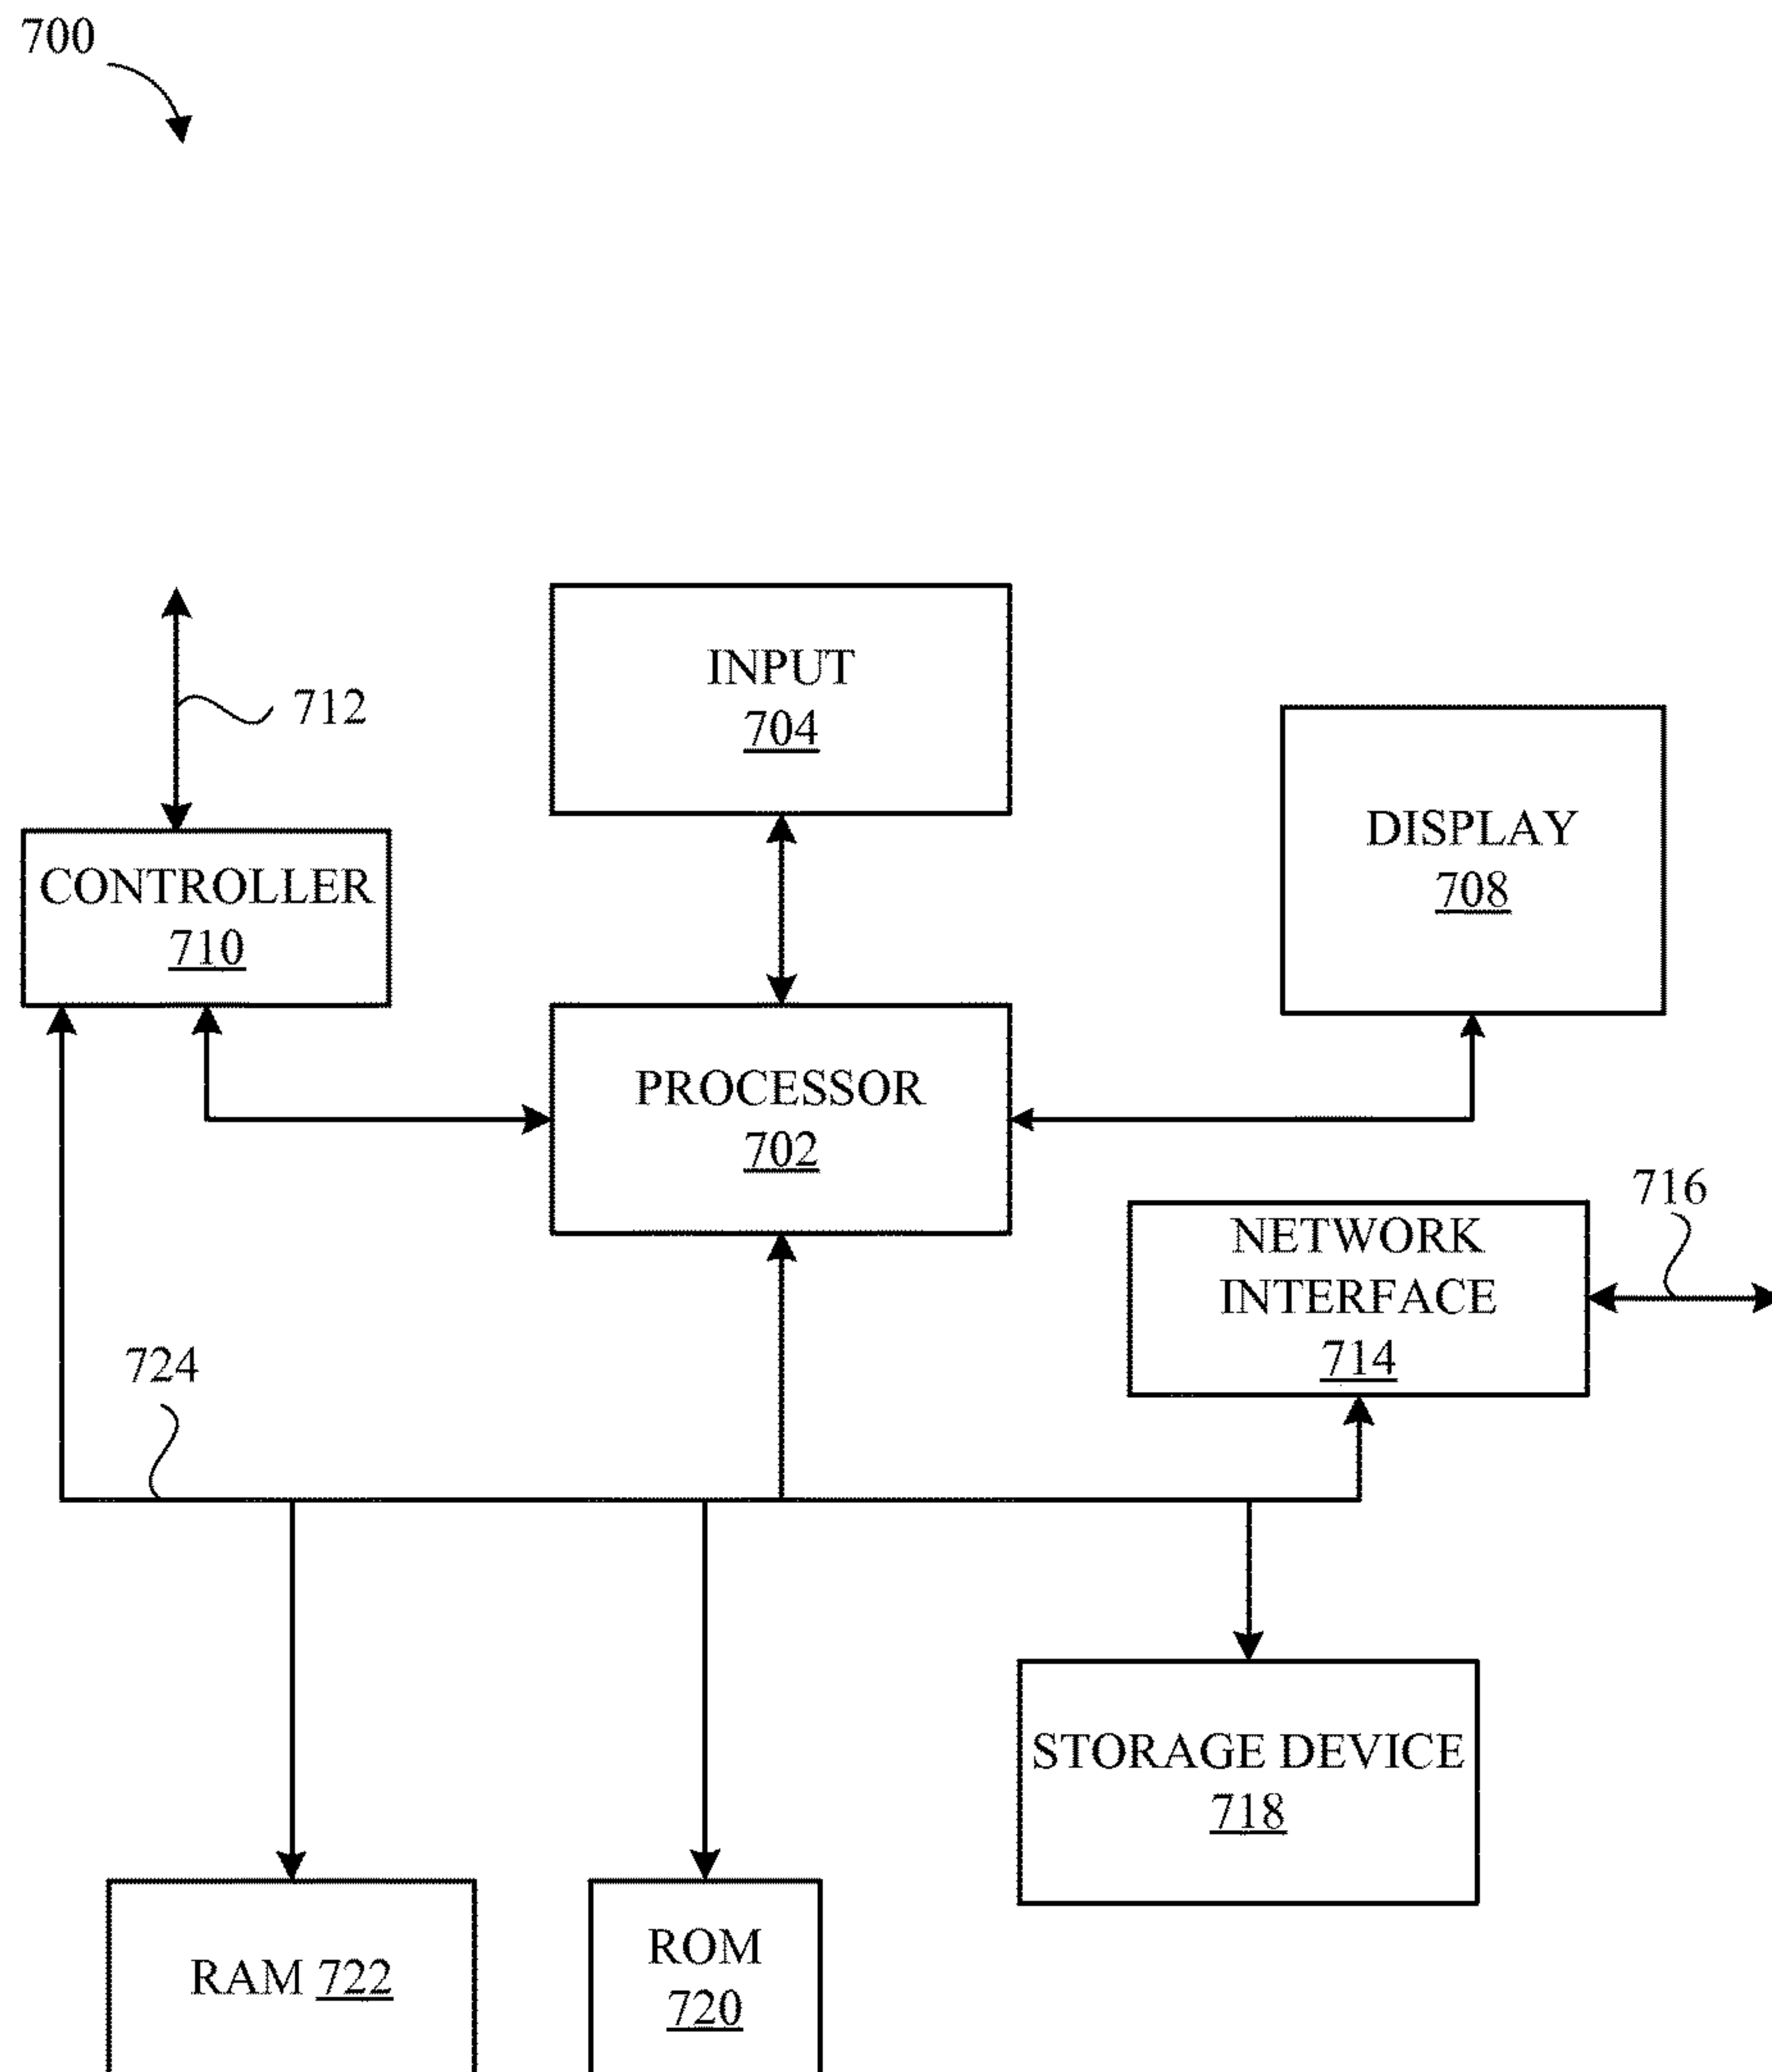 700
712
INPUT
704
DISPLAY
708
CONTROLLER
710
PROCESSOR
702
716
NETWORK
INTERFACE
714
724
STORAGE DEVICE
718
RAM 722
ROM
720